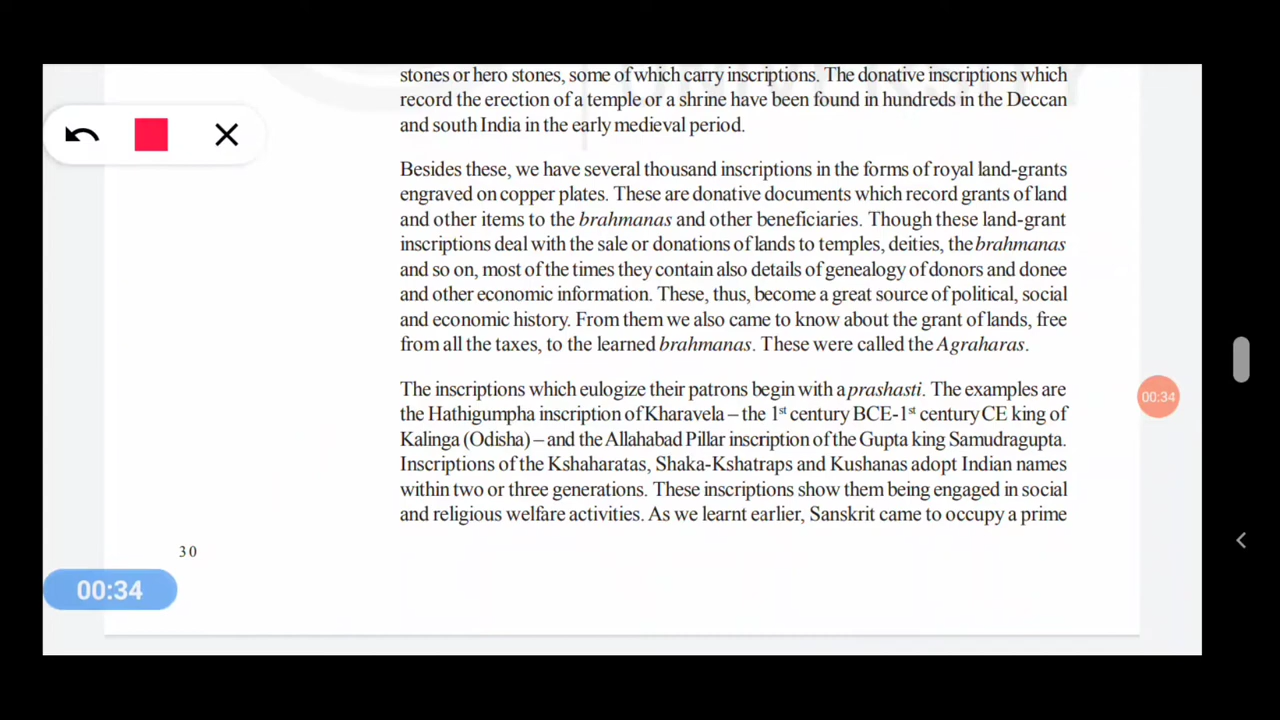 stones or hero stones, some of which carry inscriptions. The donative inscriptions which
record the erection of a temple or a shrine have been found in hundreds in the Deccan
and south India in the early medieval period.
Besides these, we have several thousand inscriptions in the forms of royal land-grants
engraved on copper plates. These are donative documents which record grants of land
and other items to the brahmanas and other beneficiaries. Though these land-grant
inscriptions deal with the sale or donations of lands to temples, deities, the brahmanas
and so on, most of the times they contain also details of genealogy of donors and donee
and other economic information. These, thus, become a great source of political, social
and economic history. From them we also came to know about the grant of lands, free
from all the taxes, to the learned brahmanas. These were called the Agraharas.
The inscriptions which eulogize their patrons begin with a prashasti. The examples are
the Hathigumpha inscription of Kharavela – the 1st century BCE-1st century CE king of
Kalinga (Odisha) – and the Allahabad Pillar inscription of the Gupta king Samudragupta.
Inscriptions of the Kshaharatas, Shaka-Kshatraps and Kushanas adopt Indian names
within two or three generations. These inscriptions show them being engaged in social
and religious welfare activities. As we learnt earlier, Sanskrit came to occupy a prime
30
00:34
00:34